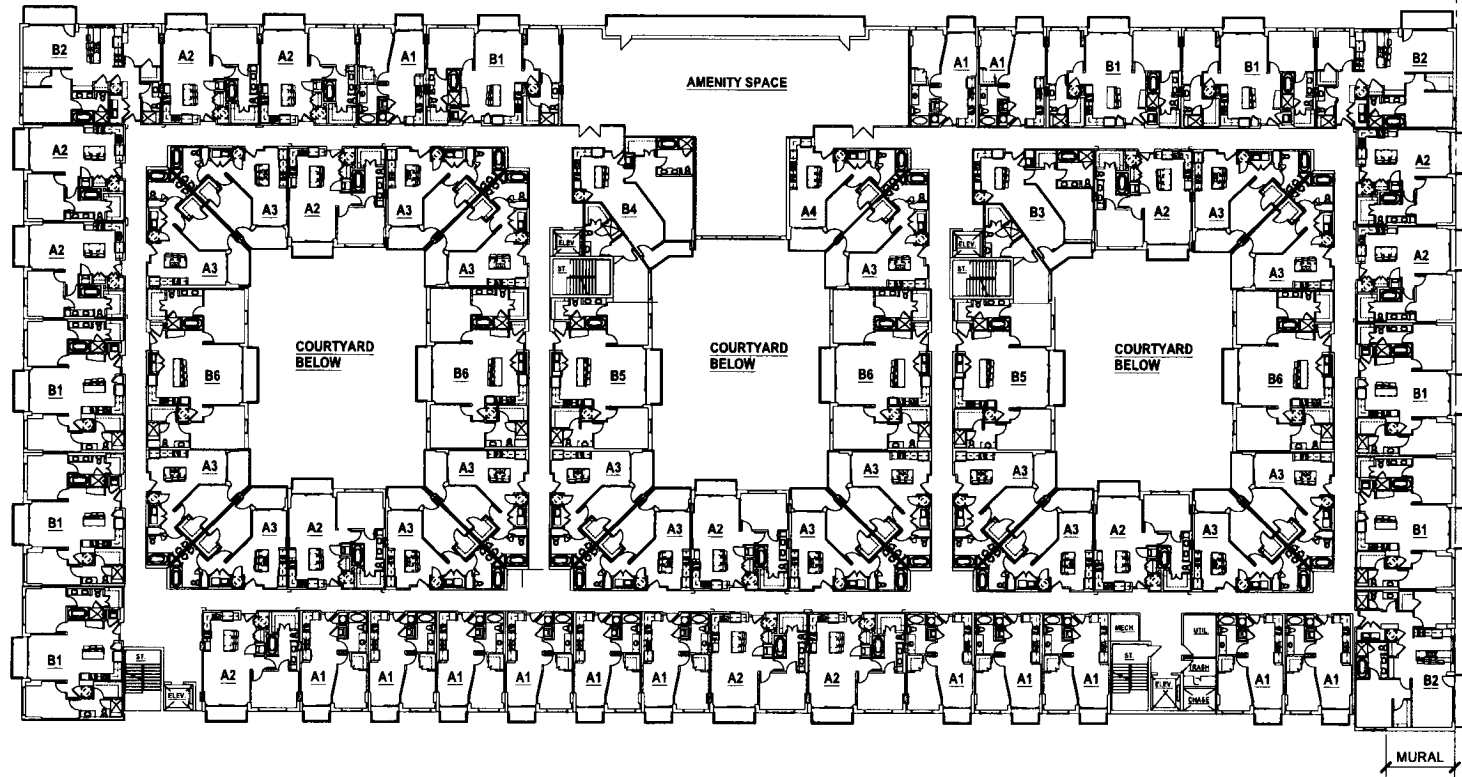 B2
A2
A2
A1
B1
AMENITY SPACE
A1
A1
B1
B1
B2
A2
A3
A2
A3
B4
A4
B3
A2
A3
A2
A2
ELEV.
ST.
A3
A3
A3
ELEV.
ST.
A3
A2
COURTYARD
BELOW
COURTYARD
BELOW
COURTYARD
BELOW
B1
B6
B6
B5
B6
B5
B6
B1
A3
A3
A3
A3
A3
A3
B1
A3
A2
A3
A3
A2
A3
A3
A2
A3
B1
B1
ST.
ELEV.
A2
A1
A1
A1
A1
A1
A1
A2
A2
A1
A1
A1
MECH.
ST.
ELEV.
UTIL.
TRASH
CHASE
A1
A1
B2
MURAL